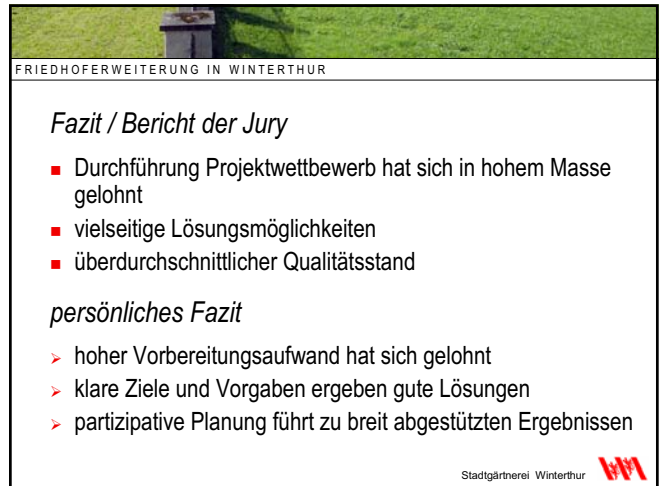 FRIEDHOFERWEITERUNG IN WINTERTHUR
Fazit / Bericht der Jury
Durchführung Projektwettbewerb hat sich in hohem Masse
gelohnt
vielseitige Lösungsmöglichkeiten
überdurchschnittlicher Qualitätsstand
persönliches Fazit
hoher Vorbereitungsaufwand hat sich gelohnt
klare Ziele und Vorgaben ergeben gute Lösungen
partizipative Planung führt zu breit abgestützten Ergebnissen
Stadtgärtnerei Winterthur